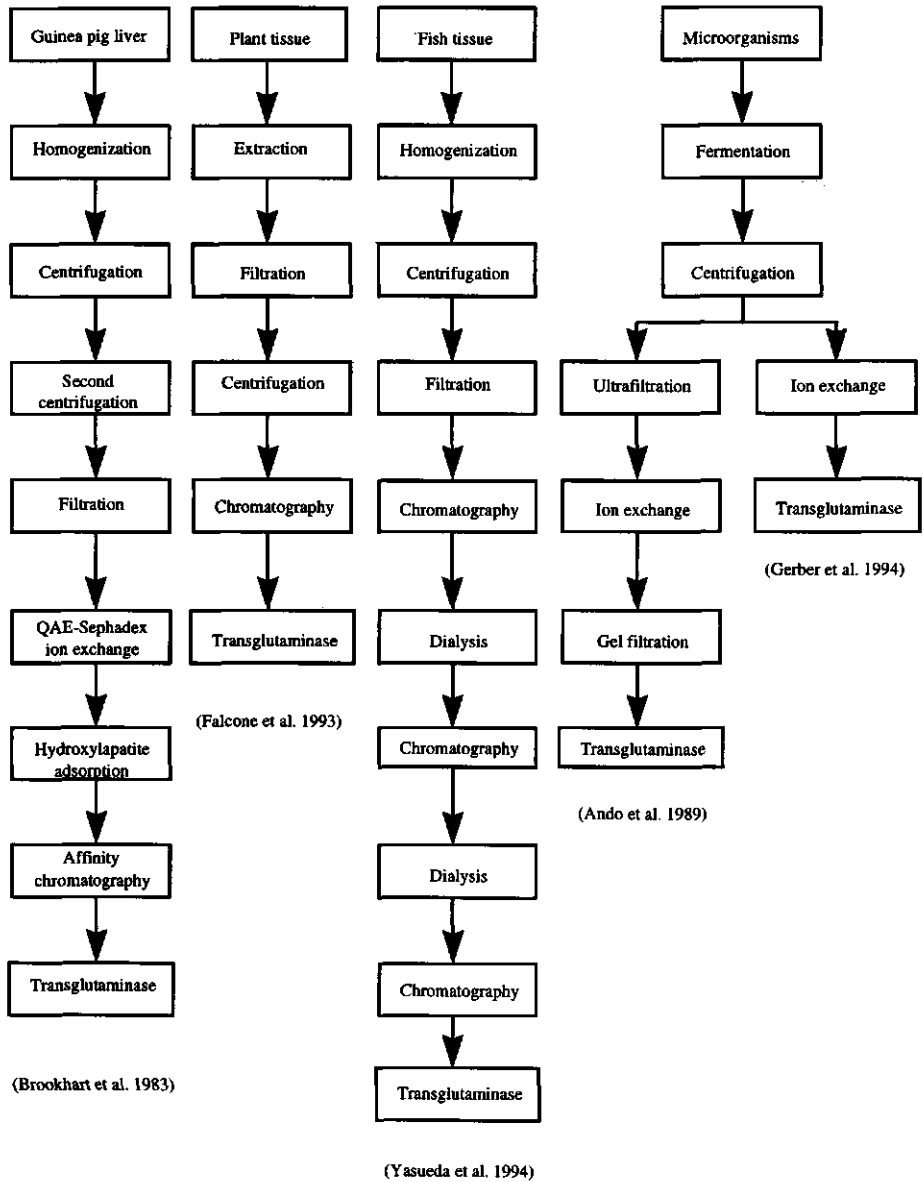 Guinea pig liver
Homogenization
Centrifugation
Second
centrifugation
Filtration
QAE-Sephadex
ion exchange
Hydroxylapatite
adsorption
Affinity
chromatography
Transglutaminase
(Brookhart et al. 1983)
Plant tissue
Extraction
Filtration
Centrifugation
Chromatography
Transglutaminase
(Falcone et al. 1993)
Fish tissue
Homogenization
Centrifugation
Filtration
Chromatography
Dialysis
Chromatography
Dialysis
Chromatography
Transglutaminase
(Yasueda et al. 1994)
Microorganisms
Fermentation
Centrifugation
Ultrafiltration
Ion exchange
Gel filtration
Transglutaminase
(Ando et al. 1989)
Ion exchange
Transglutaminase
(Gerber et al. 1994)